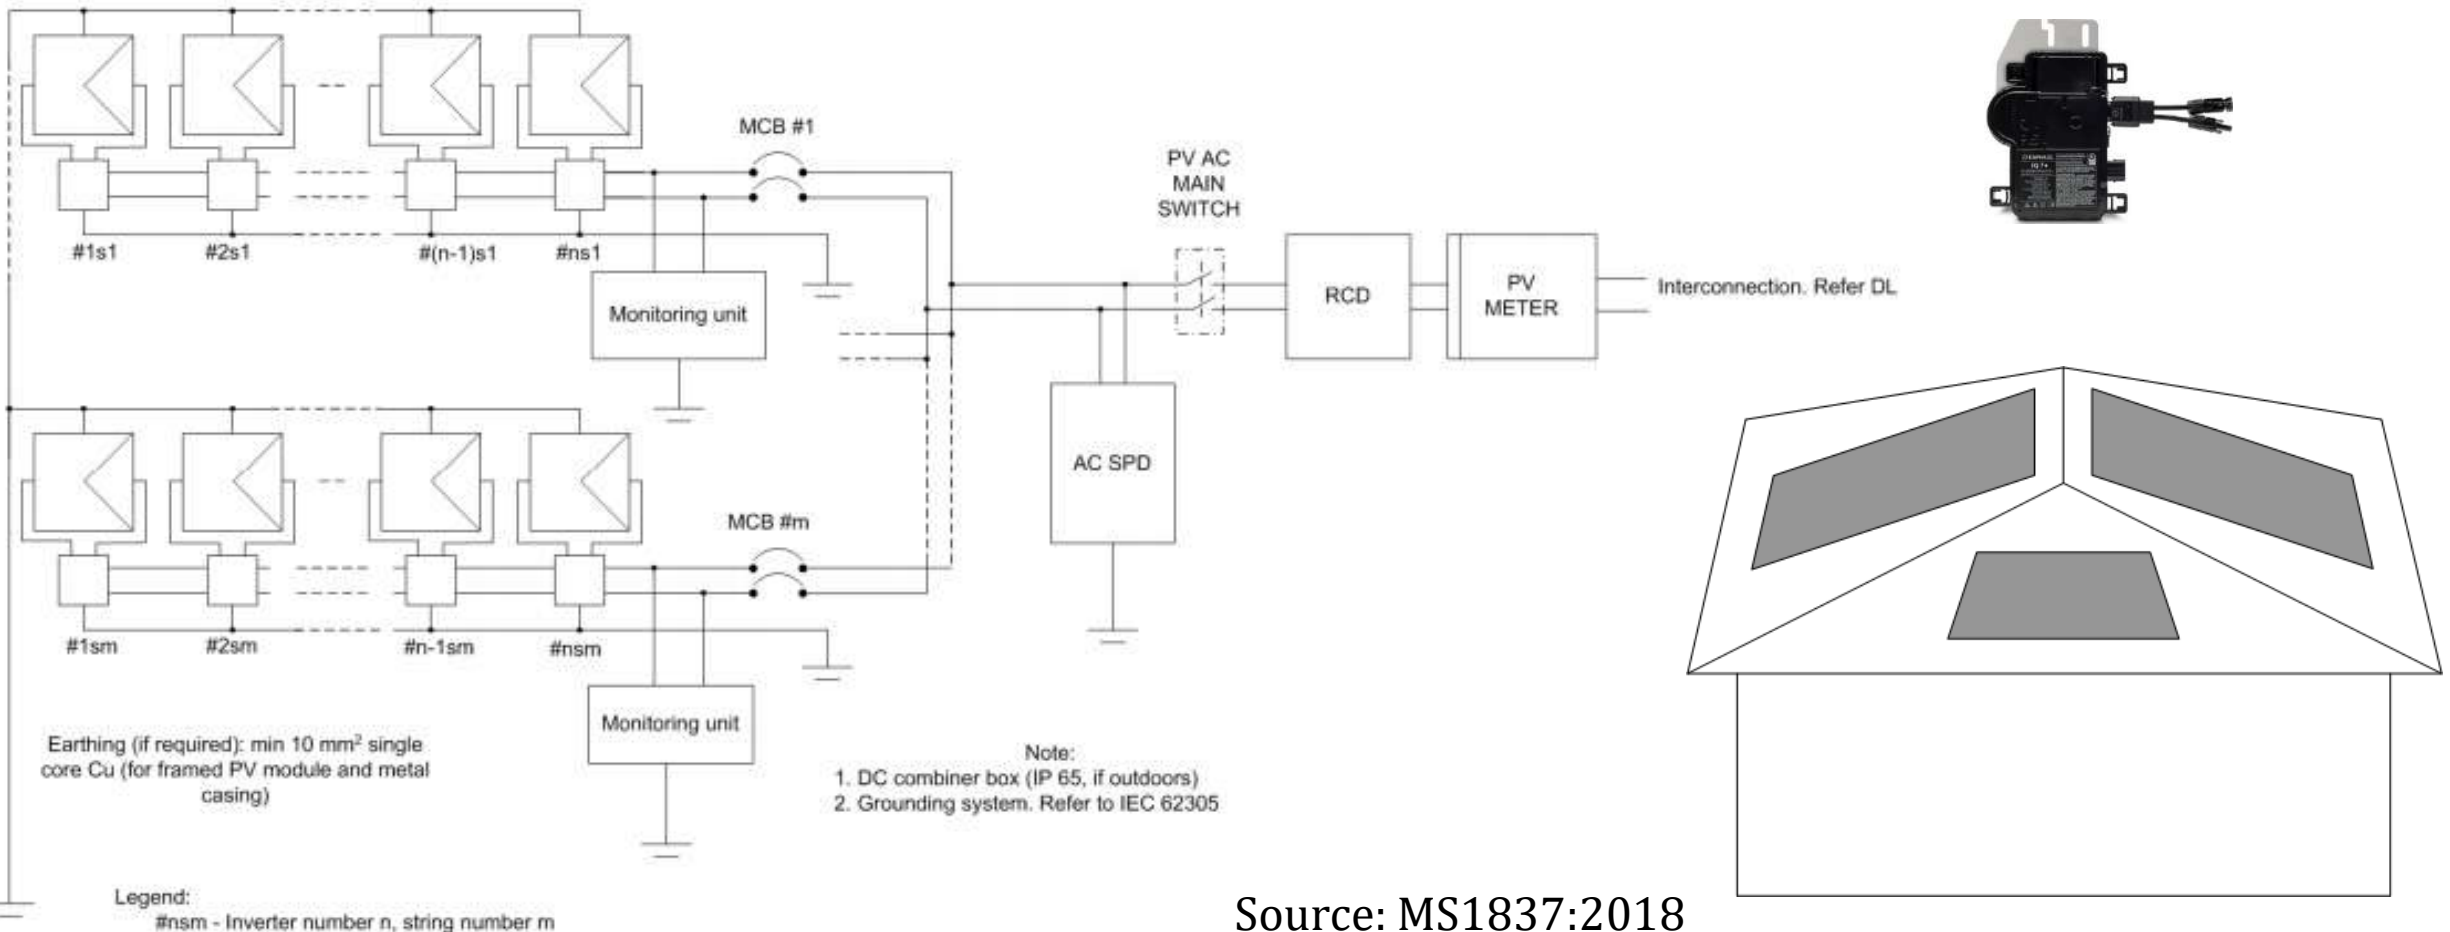 MCB #1
#1s1
#2s1
#(n-1)s1
#ns1
Monitoring unit
PV AC
MAIN
SWITCH
RCD
PV
METER
Interconnection. Refer DL
AC SPD
MCB #m
#1sm
#2sm
#n-1sm
#nsm
Monitoring unit
Earthing (if required): min 10 mm² single
core Cu (for framed PV module and metal
casing)
Note:
1. DC combiner box (IP 65, if outdoors)
2. Grounding system. Refer to IEC 62305
Legend:
#nsm - Inverter number n, string number m
Source: MS1837:2018
ENPHASE
IQ 7+